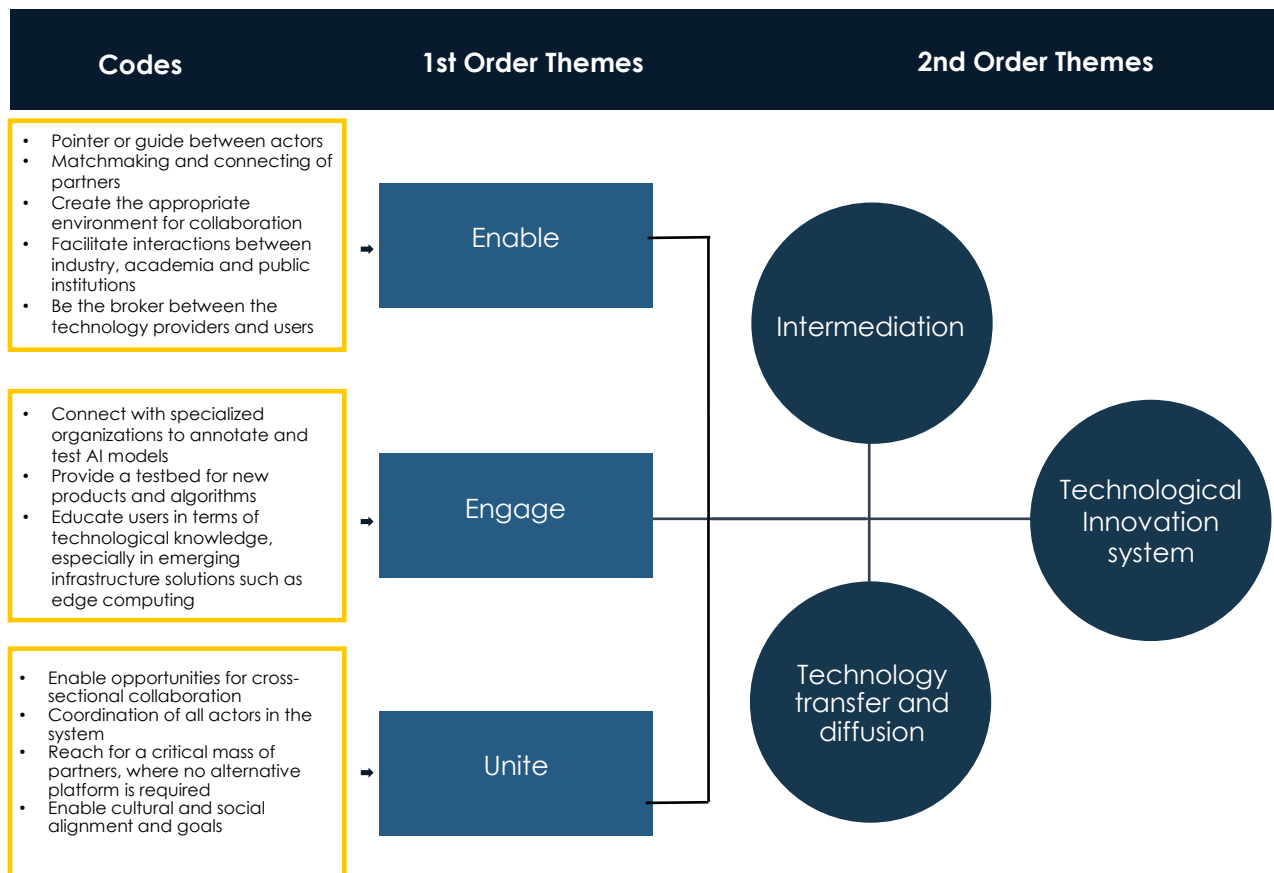 Codes
1st Order Themes
2nd Order Themes
• Pointer or guide between actors
• Matchmaking and connecting of
partners
• Create the appropriate
environment for collaboration
• Facilitate interactions between
industry, academia and public
institutions
• Be the broker between the
technology providers and users
Enable
Intermediation
• Connect with specialized
organizations to annotate and
test AI models
• Provide a testbed for new
products and algorithms
• Educate users in terms of
technological knowledge,
especially in emerging
infrastructure solutions such as
edge computing
Engage
Technological
Innovation
system
• Enable opportunities for cross-
sectional collaboration
• Coordination of all actors in the
system
• Reach for a critical mass of
partners, where no alternative
platform is required
• Enable cultural and social
alignment and goals
Unite
Technology
transfer and
diffusion